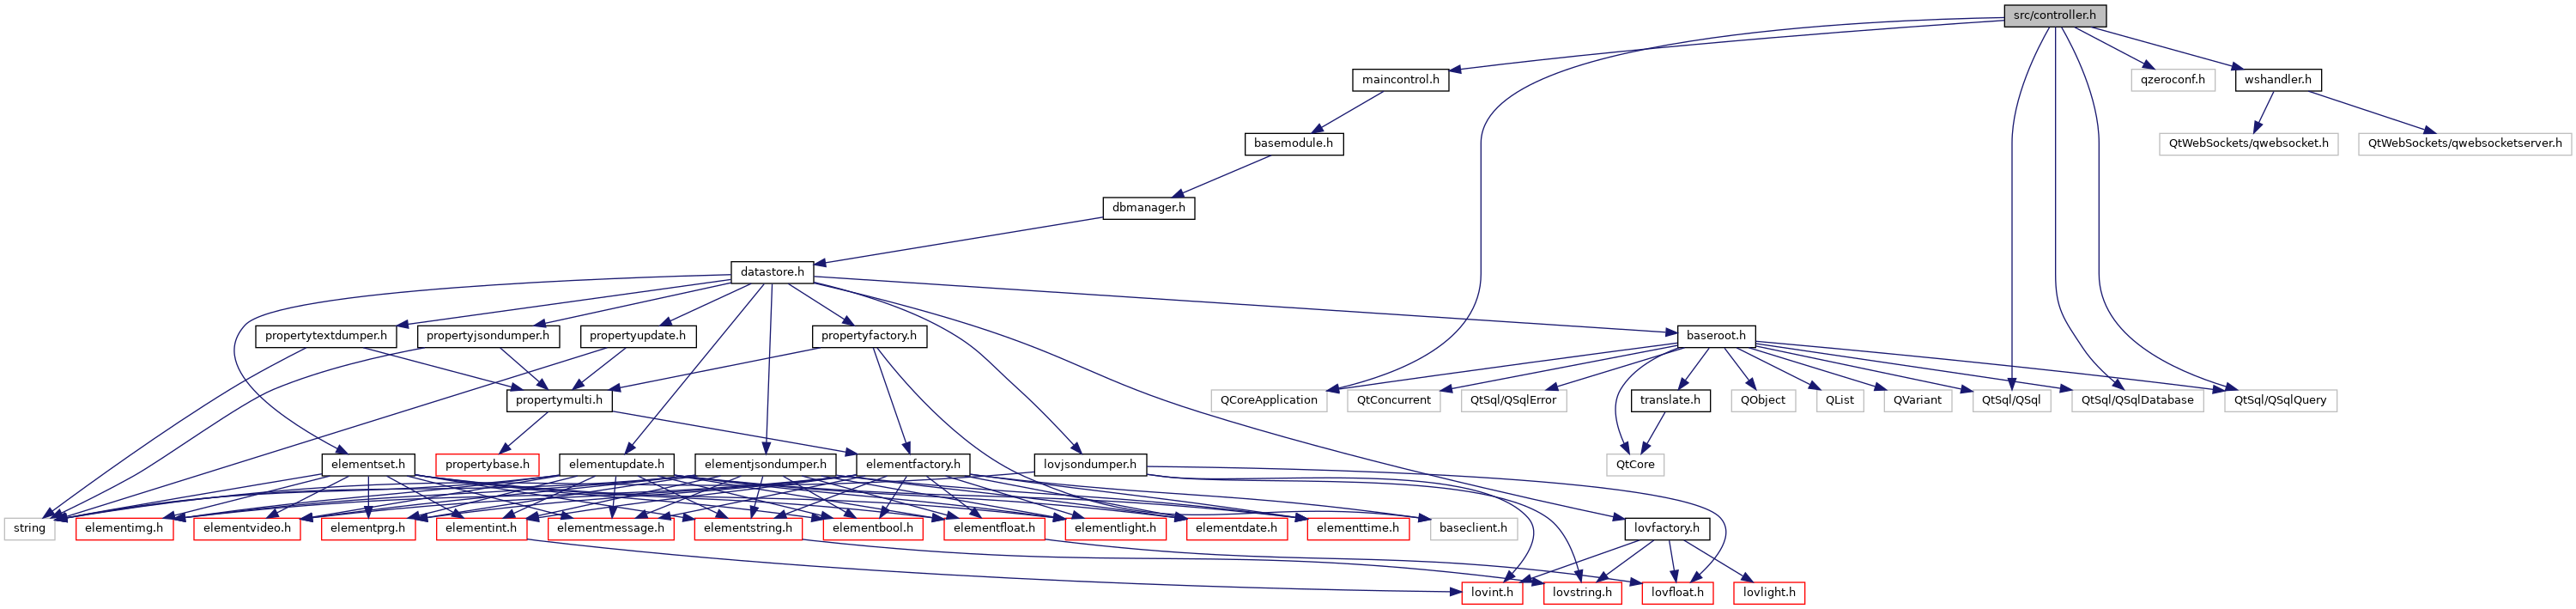 src/controller.h
maincontrol.h
qzeroconf.h
wshandler.h
basemodule.h
QtWebSockets/qwebsocket.h
QtWebSockets/qwebsocketserver.h
dbmanager.h
datastore.h
propertytextdumper.h
propertyjsondumper.h
propertyupdate.h
propertyfactory.h
baseroot.h
propertymulti.h
QCoreApplication
QtConcurrent
QtSql/QSqlError
translate.h
QObject
QList
QVariant
QtSql/QSql
QtSql/QSqlDatabase
QtSql/QSqlQuery
elementset.h
propertybase.h
elementupdate.h
elementjsondumper.h
elementfactory.h
lovjsondumper.h
QtCore
string
elementimg.h
elementvideo.h
elementprg.h
elementint.h
elementmessage.h
elementstring.h
elementbool.h
elementfloat.h
elementlight.h
elementdate.h
elementtime.h
baseclient.h
lovfactory.h
lovint.h
lovstring.h
lovfloat.h
lovlight.h